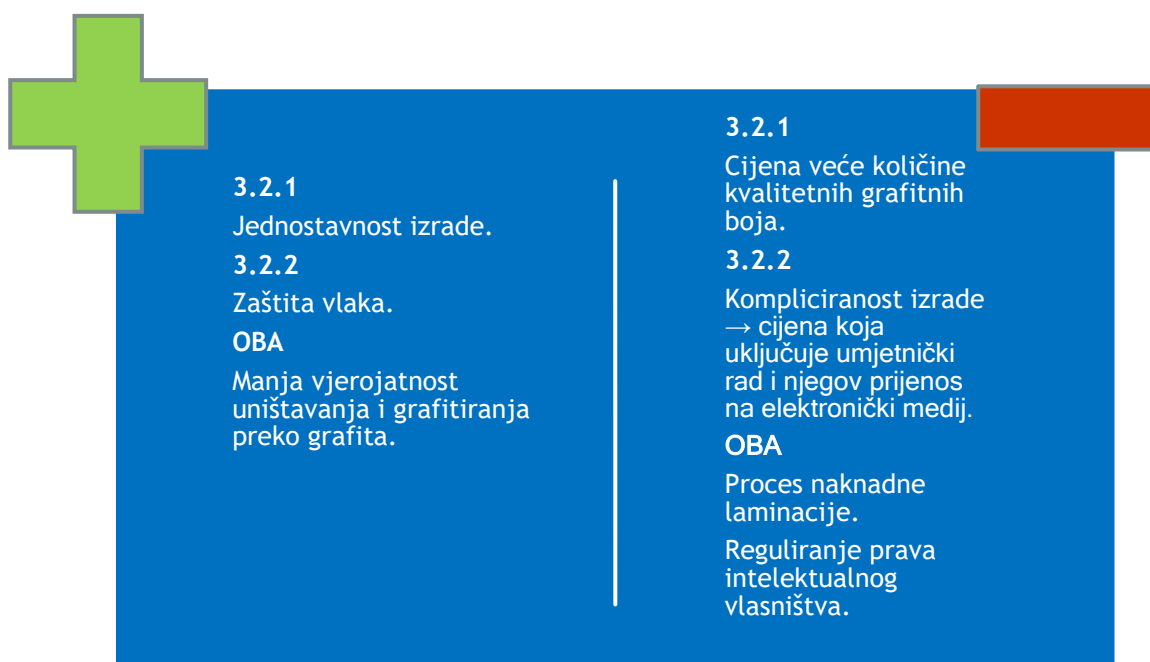 3.2.1
Jednostavnost izrade.
3.2.2
Zaštita vlaka.
OBA
Manja vjerojatnost
uništavanja i grafitiranja
preko grafita.
3.2.1
Cijena veće količine
kvalitetnih grafitnih
boja.
3.2.2
Kompliciranost izrade
→ cijena koja
uključuje umjetnički
rad i njegov prijenos
na elektronički medij.
OBA
Proces naknadne
laminacije.
Reguliranje prava
intelektualnog
vlasništva.